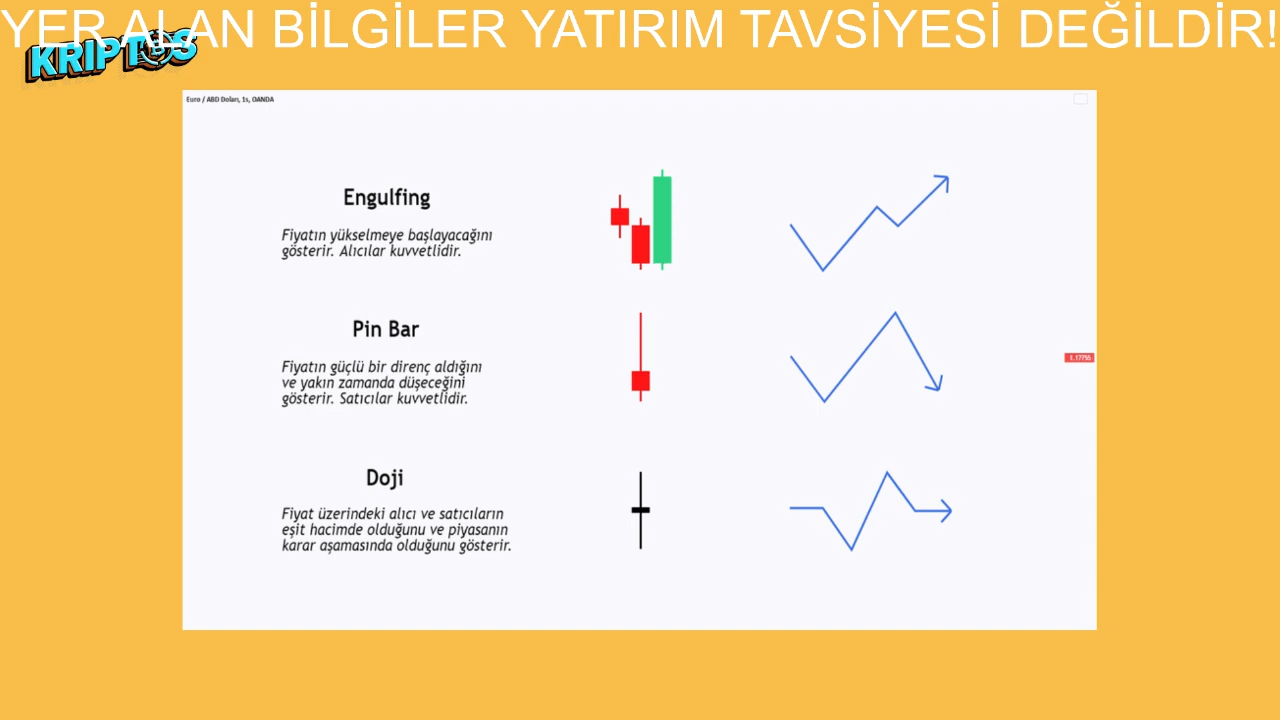 YER ALAN BİLGİLER YATIRIM TAVSİYESİ DEĞİLDİR!
KRIPTOS
Euro / ABD Doları, 1s, OANDA
Engulfing
Fiyatın yükselmeye başlayacağını
gösterir. Alıcılar kuvvetlidir.
Pin Bar
Fiyatın güçlü bir direnç aldığını
ve yakın zamanda düşeceğini
gösterir. Satıcılar kuvvetlidir.
1.17755
Doji
Fiyat üzerindeki alıcı ve satıcıların
eşit hacimde olduğunu ve piyasanın
karar aşamasında olduğunu gösterir.